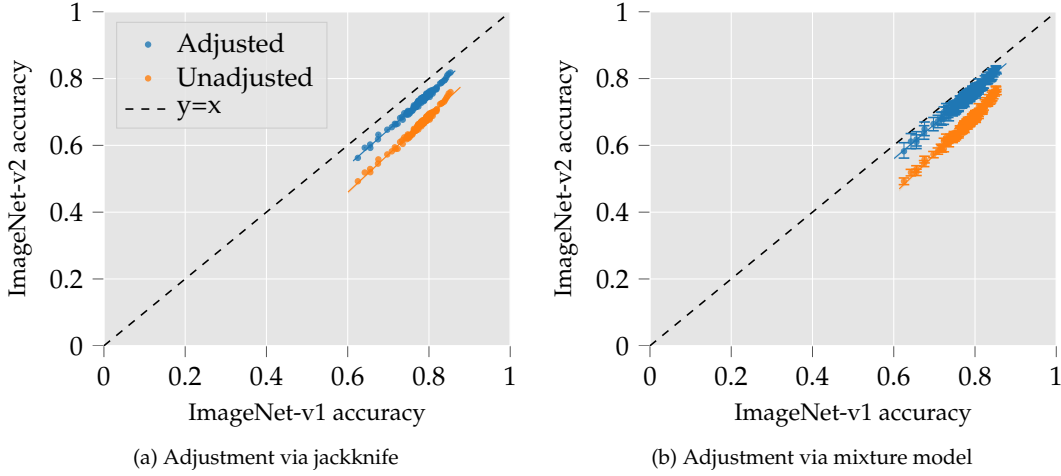 1
0.8
0.6
0.4
0.2
0
ImageNet-v2 accuracy
Adjusted
Unadjusted
y=x
0
0.2
0.4
0.6
0.8
1
ImageNet-v1 accuracy
(a) Adjustment via jackknife
1
0.8
0.6
0.4
0.2
0
ImageNet-v2 accuracy
0
0.2
0.4
0.6
0.8
1
ImageNet-v1 accuracy
(b) Adjustment via mixture model